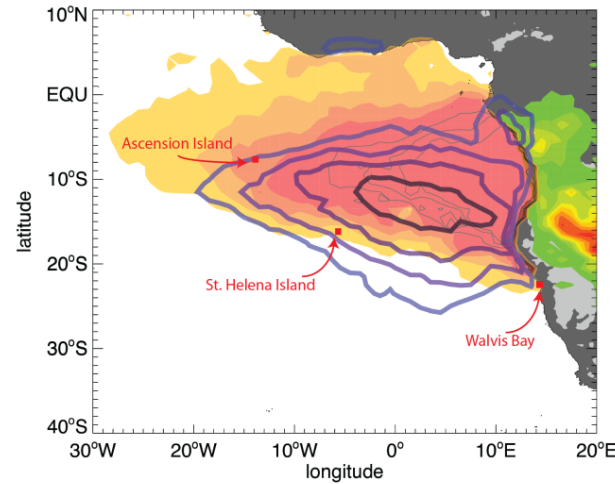 10°N
EQU
Ascension Island
10°S
latitude
20°S
St. Helena Island
Walvis Bay
30°S
40°S
30°W 20°W 10°W 0° 10°E 20°E
longitude